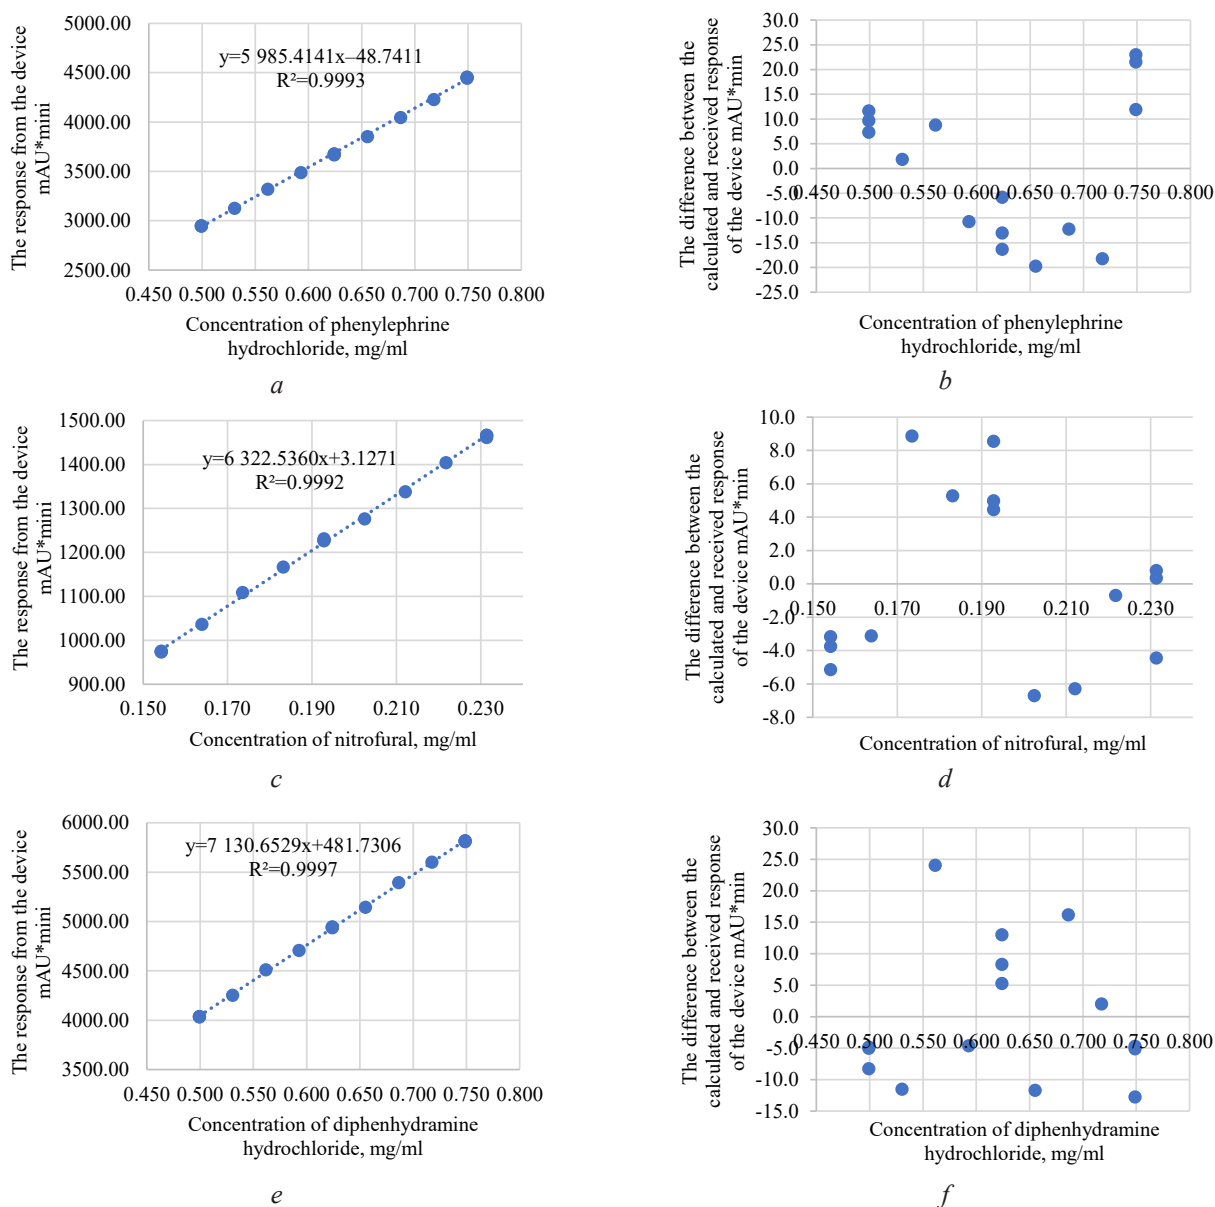 The response from the device
mAU*mini
5000.00
4500.00
4000.00
3500.00
3000.00
2500.00
y=5 985.4141x–48.7411
R²=0.9993
0.450 0.500 0.550 0.600 0.650 0.700 0.750 0.800
Concentration of phenylephrine
hydrochloride, mg/ml
a
The difference between the
calculated and received response
of the device mAU*min
30.0
25.0
20.0
15.0
10.0
5.0
0.0
-5.0
-10.0
-15.0
-20.0
-25.0
0.450 0.500 0.550 0.600 0.650 0.700 0.750 0.800
Concentration of phenylephrine
hydrochloride, mg/ml
b
The response from the device
mAU*mini
1500.00
1400.00
1300.00
1200.00
1100.00
1000.00
900.00
y=6 322.5360x+3.1271
R²=0.9992
0.150 0.170 0.190 0.210 0.230
Concentration of nitrofural, mg/ml
c
The difference between the
calculated and received response
of the device mAU*min
10.0
8.0
6.0
4.0
2.0
0.0
-2.0
-4.0
-6.0
-8.0
0.150 0.170 0.190 0.210 0.230
Concentration of nitrofural, mg/ml
d
The response from the device
mAU*mini
6000.00
5500.00
5000.00
4500.00
4000.00
3500.00
y=7 130.6529x+481.7306
R²=0.9997
0.450 0.500 0.550 0.600 0.650 0.700 0.750 0.800
Concentration of diphenhydramine
hydrochloride, mg/ml
e
The difference between the
calculated and received response
of the device mAU*min
30.0
25.0
20.0
15.0
10.0
5.0
0.0
-5.0
-10.0
-15.0
0.450 0.500 0.550 0.600 0.650 0.700 0.750 0.800
Concentration of diphenhydramine
hydrochloride, mg/ml
f